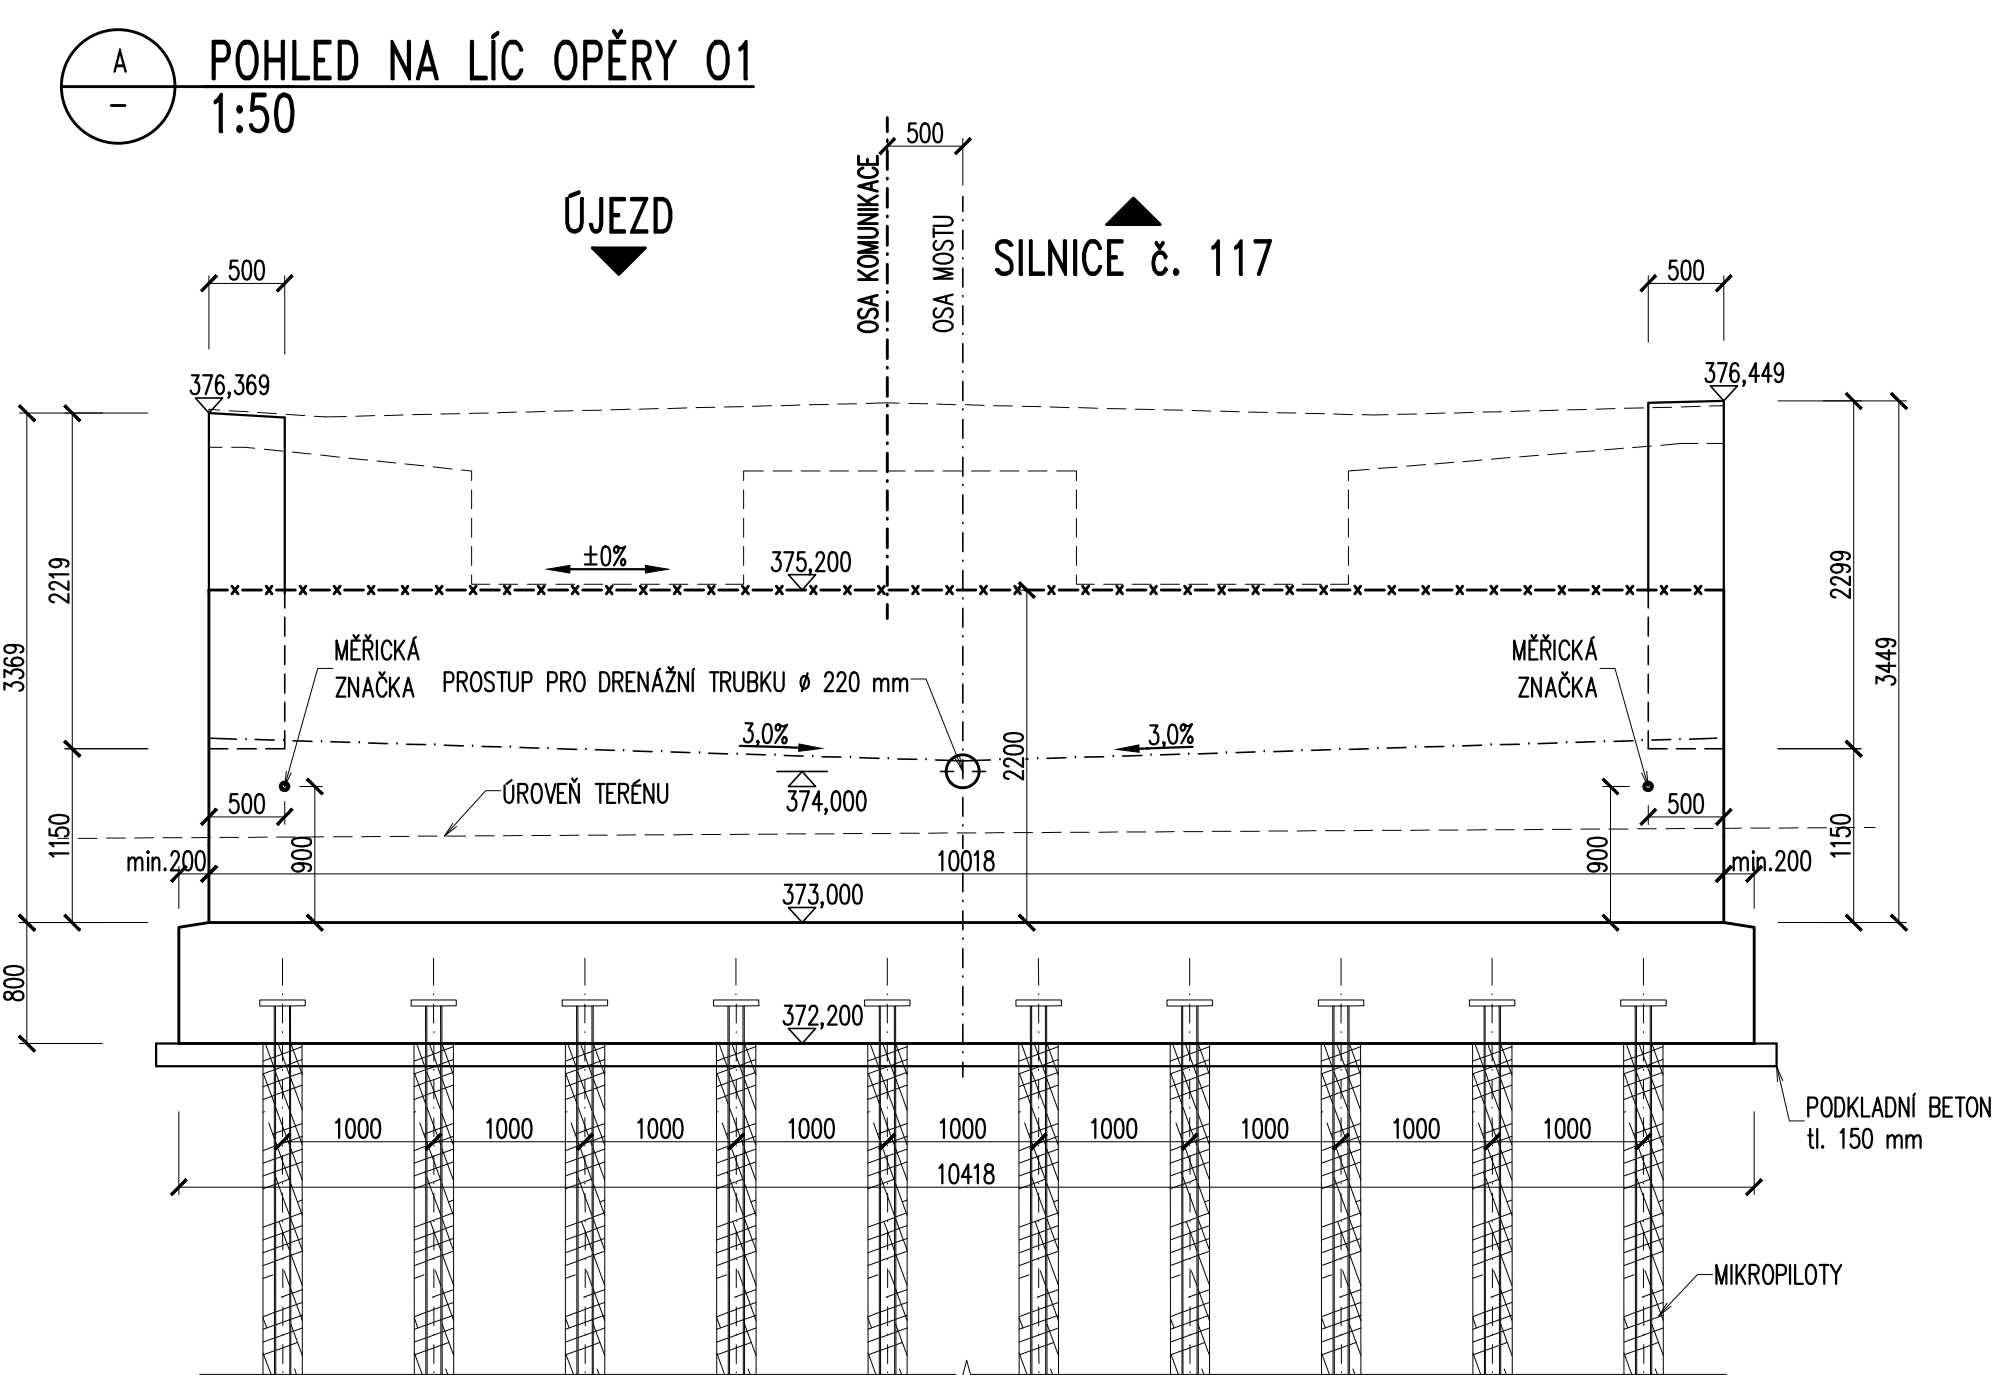 A
POHLED NA LÍC OPĚRY O1
–
1:50
500
OSA KOMUNIKACE
OSA MOSTU
ÚJEZD
SILNICE č. 117
500
500
376,369
376,449
±0%
375,200
2219
2299
3369
3449
MĚŘICKÁ
ZNAČKA
PROSTUP PRO DRENÁŽNÍ TRUBKU ø 220 mm
MĚŘICKÁ
ZNAČKA
3,0%
3,0%
2200
374,000
ÚROVEŇ TERÉNU
500
500
1150
1150
900
900
min.200
10018
min.200
373,000
800
372,200
1000
1000
1000
1000
1000
1000
1000
1000
1000
PODKLADNÍ BETON
tl. 150 mm
10418
MIKROPILOTY